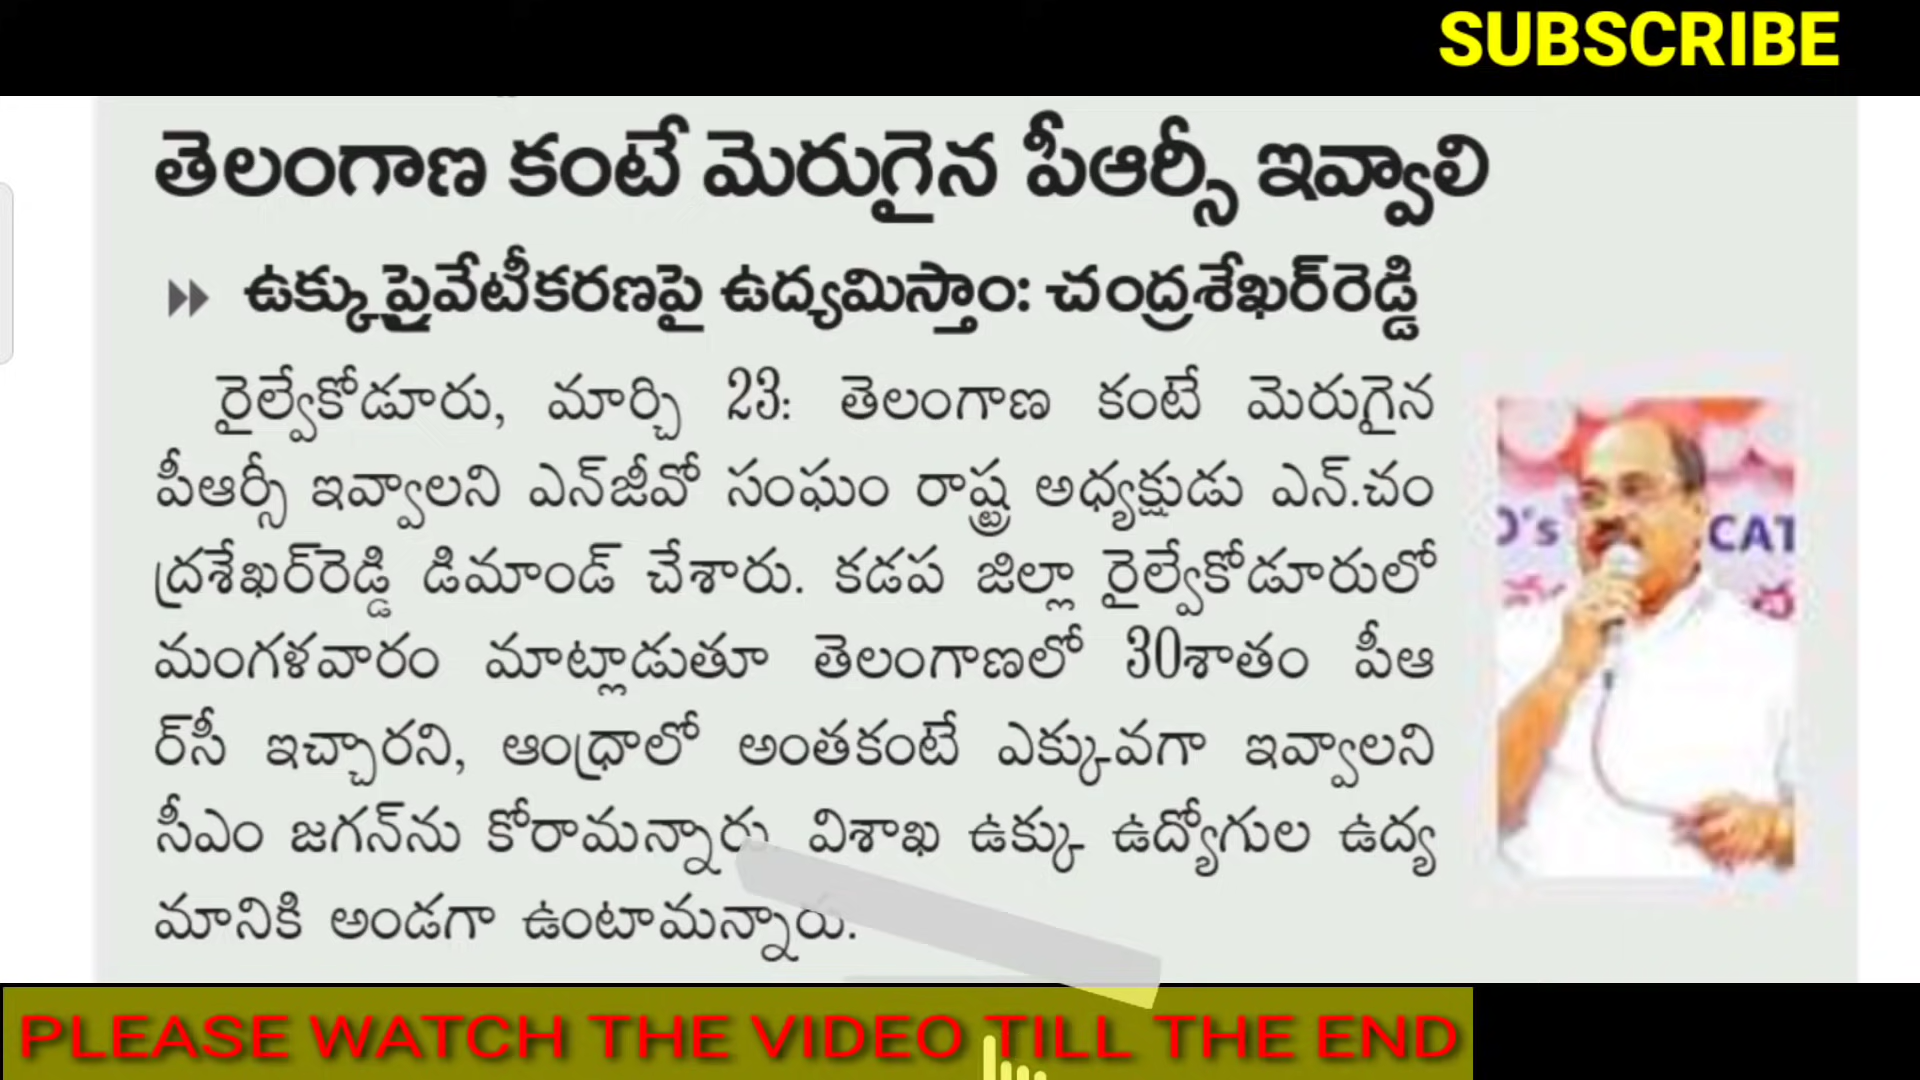 SUBSCRIBE
తెలంగాణ కంటే మెరుగైన పీఆర్సీ ఇవ్వాలి
ఉక్కుప్రైవేటీకరణపై ఉద్యమిస్తాం: చంద్రశేఖర్‌రెడ్డి
రైల్వేకోడూరు, మార్చి 23: తెలంగాణ కంటే మెరుగైన
పీఆర్సీ ఇవ్వాలని ఎన్‌జీవో సంఘం రాష్ట్ర అధ్యక్షుడు ఎన్.చం
ద్రశేఖర్‌రెడ్డి డిమాండ్ చేశారు. కడప జిల్లా రైల్వేకోడూరులో
మంగళవారం మాట్లాడుతూ తెలంగాణలో 30శాతం పీఆ
ర్‌సీ ఇచ్చారని, ఆంధ్రాలో అంతకంటే ఎక్కువగా ఇవ్వాలని
సీఎం జగన్‌ను కోరామన్నారు. విశాఖ ఉక్కు ఉద్యోగుల ఉద్య
మానికి అండగా ఉంటామన్నారు.
O's CAT
PLEASE WATCH THE VIDEO TILL THE END